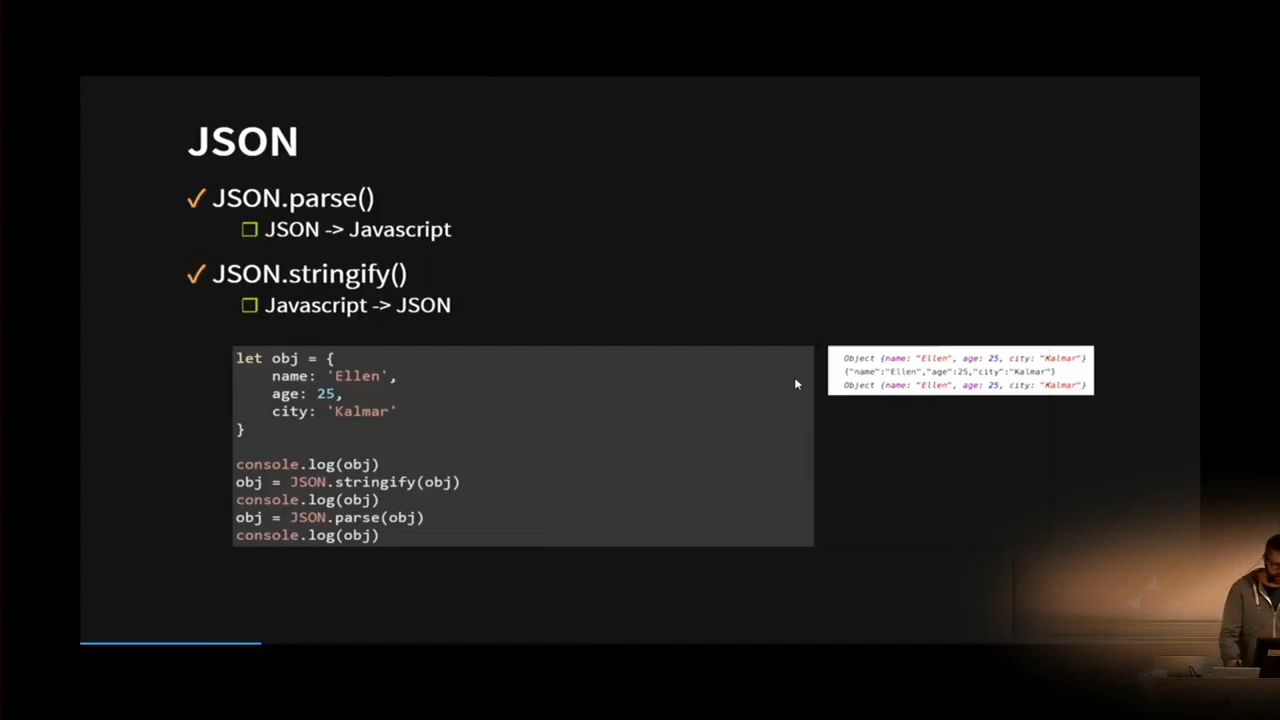 JSON
✓ JSON.parse()
❐ JSON -> Javascript
✓ JSON.stringify()
❐ Javascript -> JSON
let obj = {
    name: 'Ellen',
    age: 25,
    city: 'Kalmar'
}
console.log(obj)
obj = JSON.stringify(obj)
console.log(obj)
obj = JSON.parse(obj)
console.log(obj)
Object {name: "Ellen", age: 25, city: "Kalmar"}
{"name":"Ellen","age":25,"city":"Kalmar"}
Object {name: "Ellen", age: 25, city: "Kalmar"}